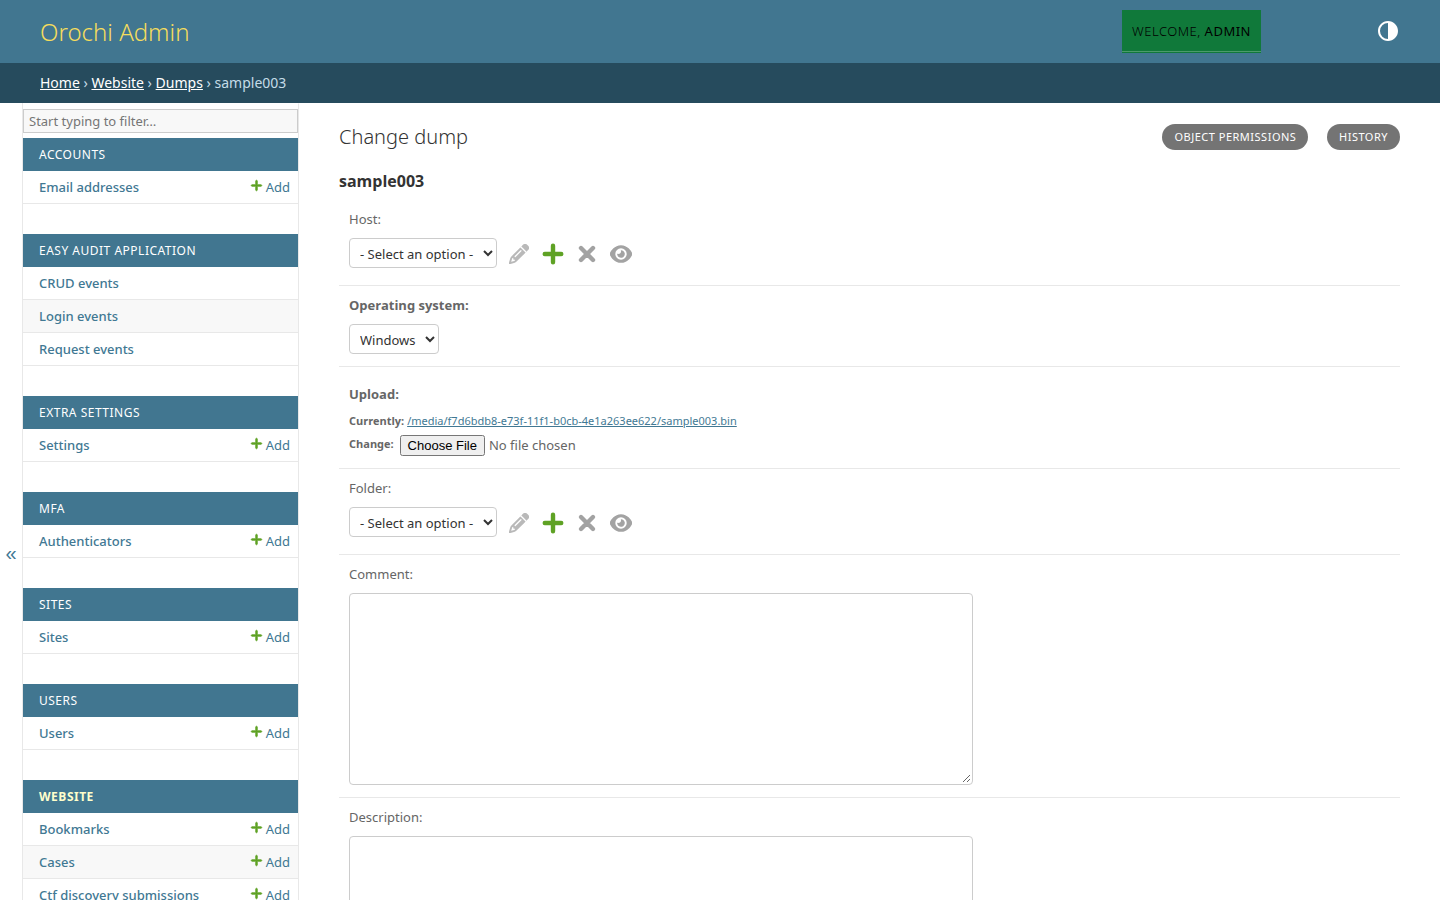 Orochi Admin
WELCOME, ADMIN
Home › Website › Dumps › sample003
Start typing to filter...
ACCOUNTS
Email addresses
Add
EASY AUDIT APPLICATION
CRUD events
Login events
Request events
EXTRA SETTINGS
Settings
Add
MFA
Authenticators
Add
«
SITES
Sites
Add
USERS
Users
Add
WEBSITE
Bookmarks
Add
Cases
Add
Ctf discovery submissions
Add
Change dump
OBJECT PERMISSIONS
HISTORY
sample003
Host:
- Select an option -
Operating system:
Windows
Upload:
Currently: /media/f7d6bdb8-e73f-11f1-b0cb-4e1a263ee622/sample003.bin
Change: Choose File No file chosen
Folder:
- Select an option -
Comment:
Description: